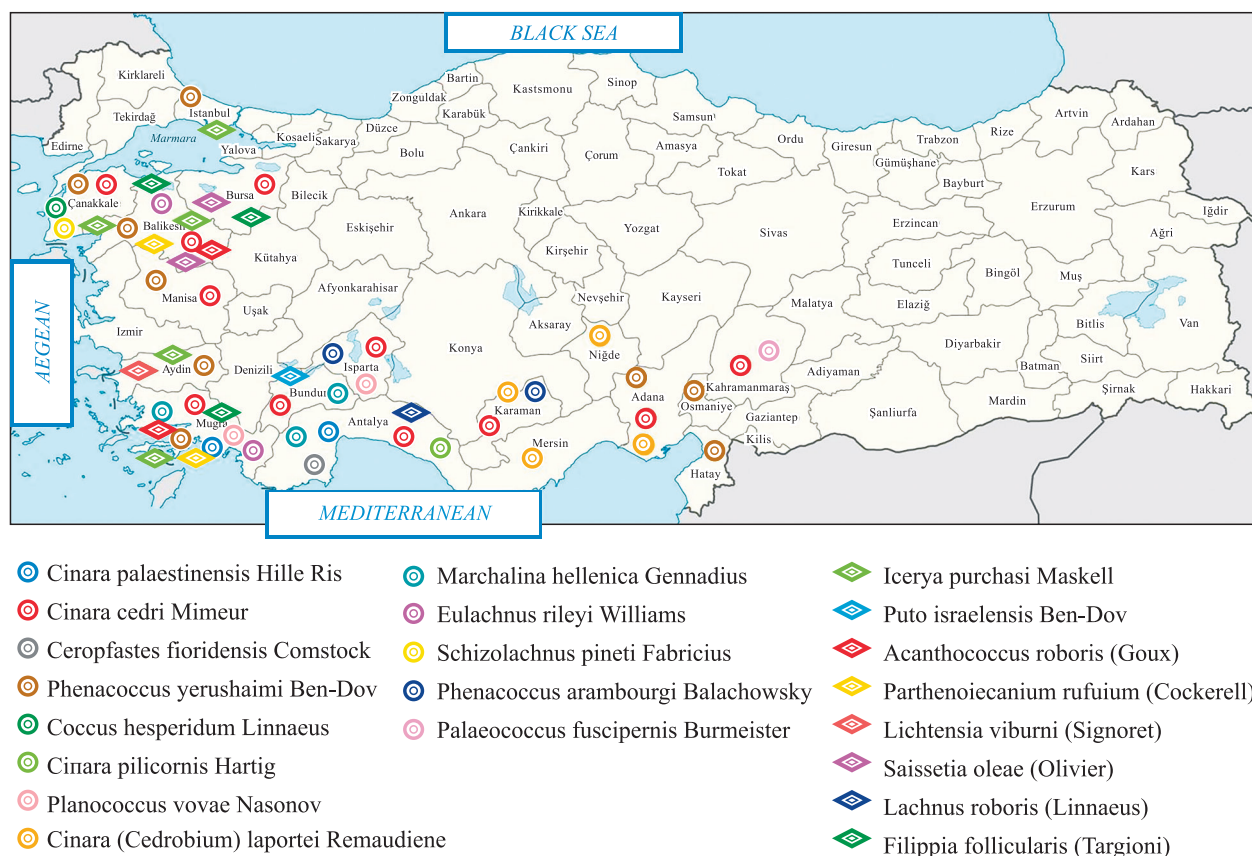 BLACK SEA
Kirklareli
Bartin
Kastsmonu
Sinop
Edirne
Tekirdağ
Istanbul
Marmara
Yalova
Kosaeli
Sakarya
Düzce
Zonguldak
Karabük
Bolu
Çankiri
Çorum
Samsun
Amasya
Tokat
Ordu
Giresun
Trabzon
Gümüşhane
Bayburt
Rize
Artvin
Ardahan
Kars
Iğdir
Çanakkale
Bursa
Bilecik
Balikesir
Kütahya
Eskişehir
Ankara
Kirikkale
Kirşehir
Yozgat
Sivas
Erzincan
Erzurum
Ağri
Tunceli
Bingöl
Muş
AEGEAN
Manisa
Uşak
Afyonkarahisar
Izmir
Konya
Aksaray
Nevşehir
Niğde
Kayseri
Malatya
Elaziğ
Diyarbakir
Bitlis
Van
Batman
Siirt
Şirnak
Hakkari
Aydin
Denizili
Isparta
Bundur
Muğra
Antalya
Karaman
Mersin
Adana
Osmaniye
Kahramanmaraş
Adiyaman
Gaziantep
Kilis
Şanliurfa
Mardin
Hatay
MEDITERRANEAN
Cinara palaestinensis Hille Ris
Cinara cedri Mimeur
Ceropfastes fioridensis Comstock
Phenacoccus yerushaimi Ben-Dov
Coccus hesperidum Linnaeus
Ciпara pilicornis Hartig
Planococcus vovae Nasonov
Cinara (Cedrobium) laportei Remaudiene
Marchalina hellenica Gennadius
Eulachnus rileyi Williams
Schizolachnus pineti Fabricius
Phenacoccus arambourgi Balachowsky
Palaeococcus fuscipernis Burmeister
Icerya purchasi Maskell
Puto israelensis Ben-Dov
Acanthococcus roboris (Goux)
Parthenoiecanium rufuium (Cockerell)
Lichtensia viburni (Signoret)
Saissetia oleae (Olivier)
Lachnus roboris (Linnaeus)
Filippia follicularis (Targioni)